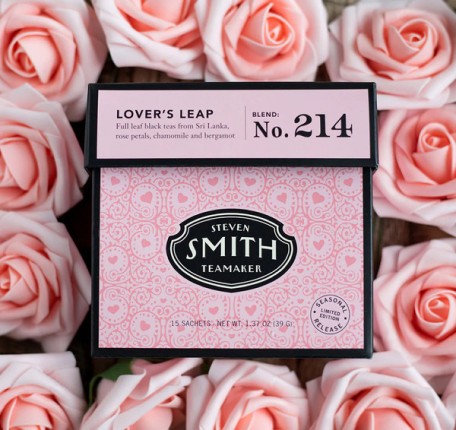 LOVER'S LEAP
Full leaf black teas from Sri Lanka,
rose petals, chamomile and bergamot
BLEND:
No. 214
STEVEN
SMITH
TEAMAKER
15 SACHETS - NET WT. 1.37 OZ (39 G)
SEASONAL
LIMITED
EDITION
RELEASE